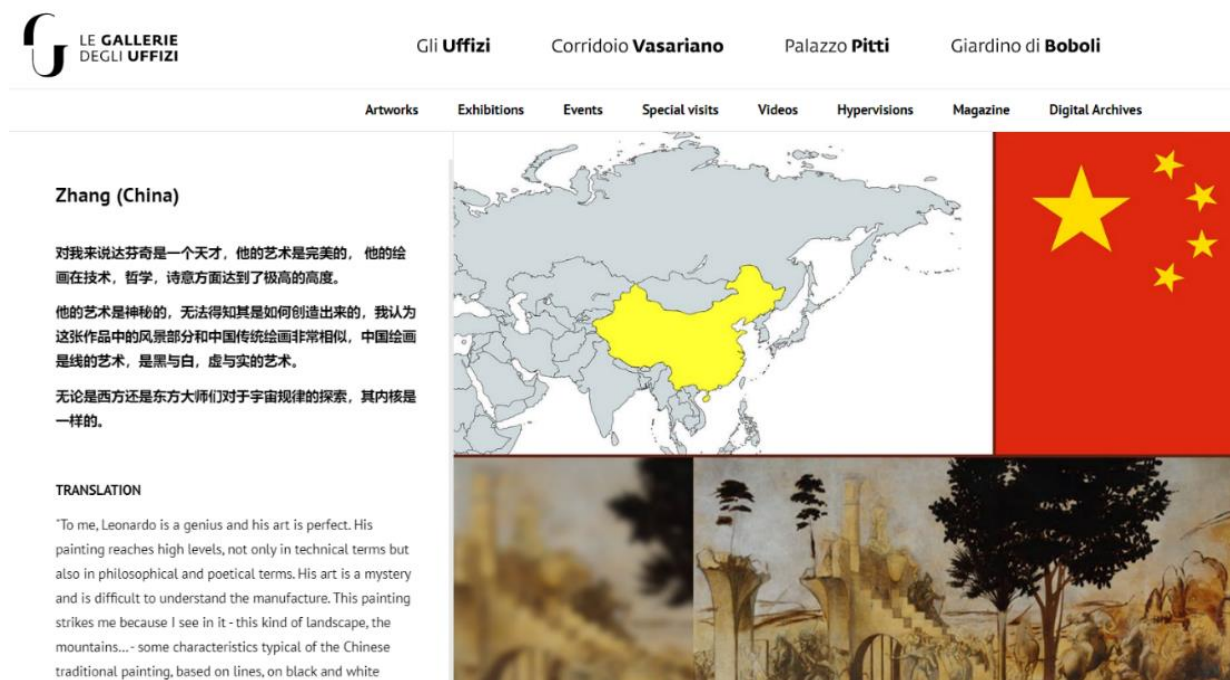 LE GALLERIE
DEGLI UFFIZI
Gli Uffizi
Corridoio Vasariano
Palazzo Pitti
Giardino di Boboli
Artworks
Exhibitions
Events
Special visits
Videos
Hypervisions
Magazine
Digital Archives
Zhang (China)
对我来说达芬奇是一个天才，他的艺术是完美的， 他的绘
画在技术，哲学，诗意方面达到了极高的高度。
他的艺术是神秘的，无法得知其是如何创造出来的，我认为
这张作品中的风景部分和中国传统绘画非常相似，中国绘画
是线的艺术，是黑与白，虚与实的艺术。
无论是西方还是东方大师们对于宇宙规律的探索，其内核是
一样的。
TRANSLATION
"To me, Leonardo is a genius and his art is perfect. His
painting reaches high levels, not only in technical terms but
also in philosophical and poetical terms. His art is a mystery
and is difficult to understand the manufacture. This painting
strikes me because I see in it - this kind of landscape, the
mountains... - some characteristics typical of the Chinese
traditional painting, based on lines, on black and white